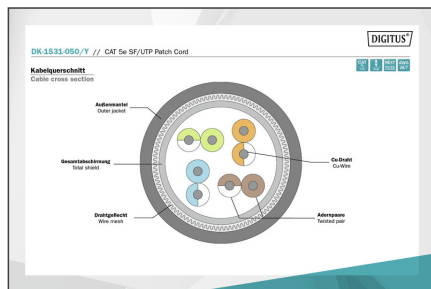 DIGITUS®
DK-1531-050/Y // CAT 5e SF/UTP Patch Cord
Kabelquerschnitt
Cable cross section
Außenmantel
Outer jacket
Gesamtabschirmung
Total shield
Drahtgeflecht
Wire mesh
Cu-Draht
Cu-Wire
Adernpaare
Twisted pair